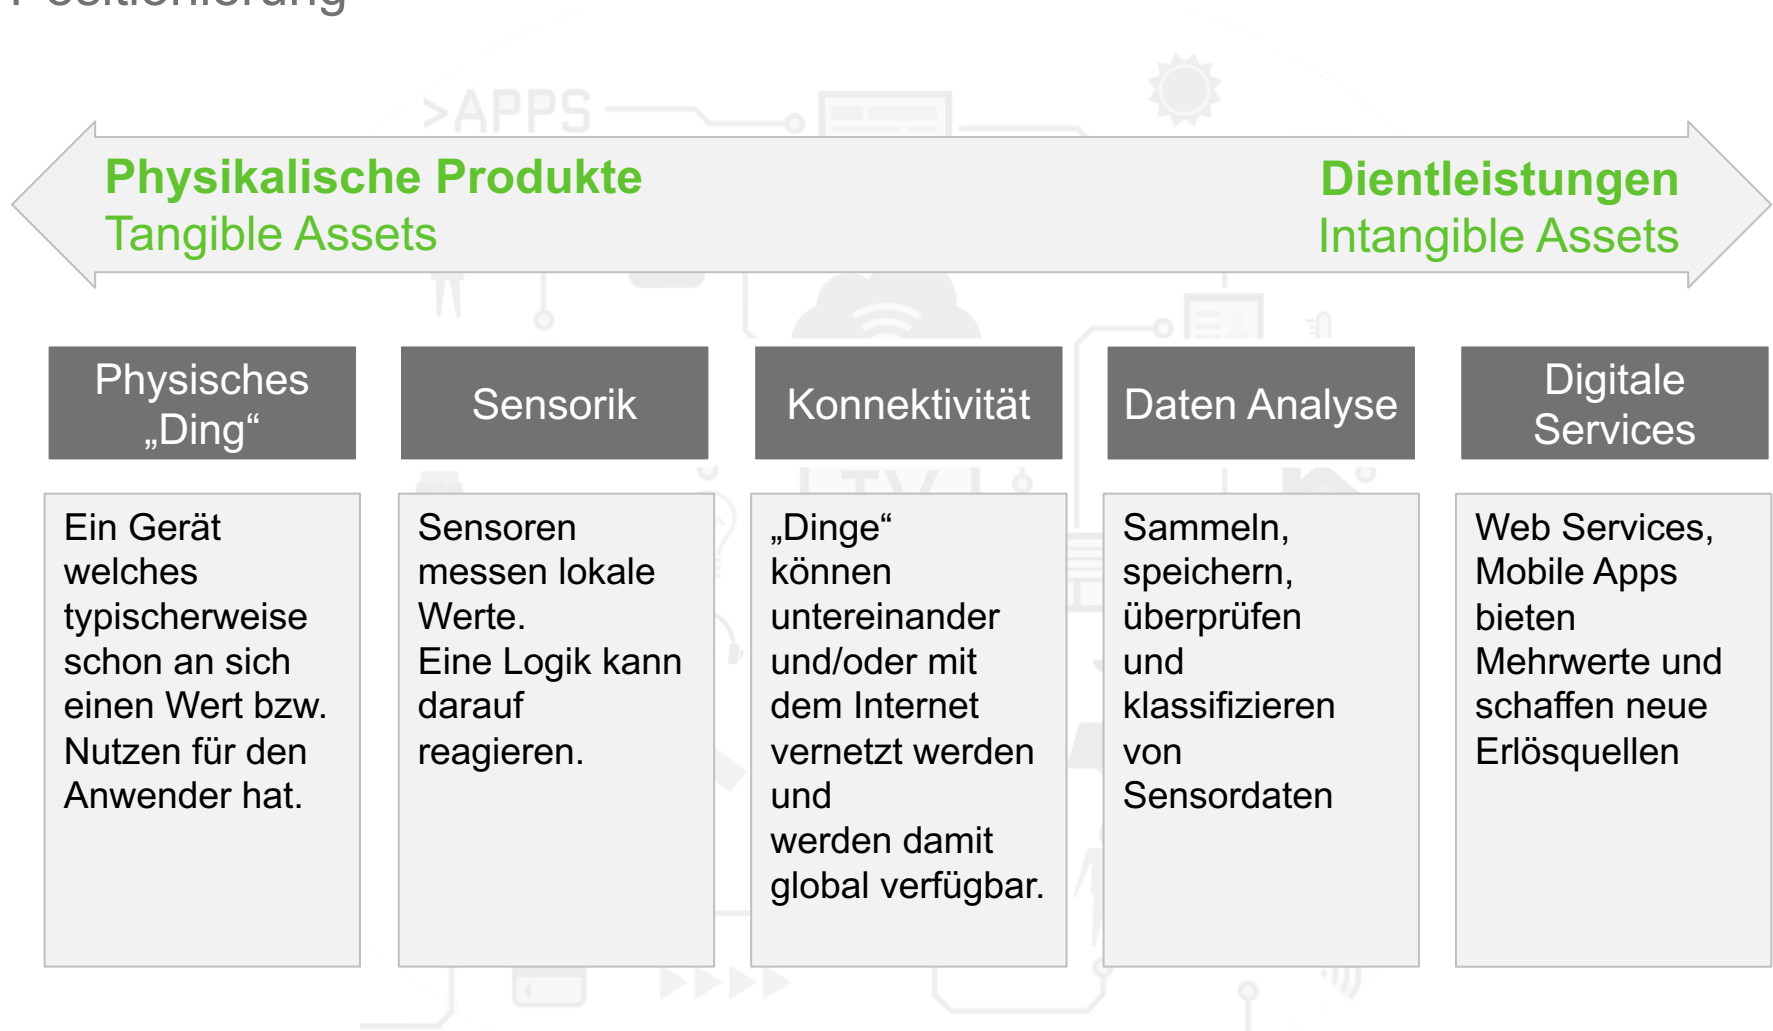 Positionierung
>APPS
Physikalische Produkte
Tangible Assets
Dientleistungen
Intangible Assets
Physisches
„Ding“
Sensorik
Konnektivität
Daten Analyse
Digitale
Services
TV
Ein Gerät
welches
typischerweise
schon an sich
einen Wert bzw.
Nutzen für den
Anwender hat.
Sensoren
messen lokale
Werte.
Eine Logik kann
darauf
reagieren.
„Dinge“
können
untereinander
und/oder mit
dem Internet
vernetzt werden
und
werden damit
global verfügbar.
Sammeln,
speichern,
überprüfen
und
klassifizieren
von
Sensordaten
Web Services,
Mobile Apps
bieten
Mehrwerte und
schaffen neue
Erlösquellen